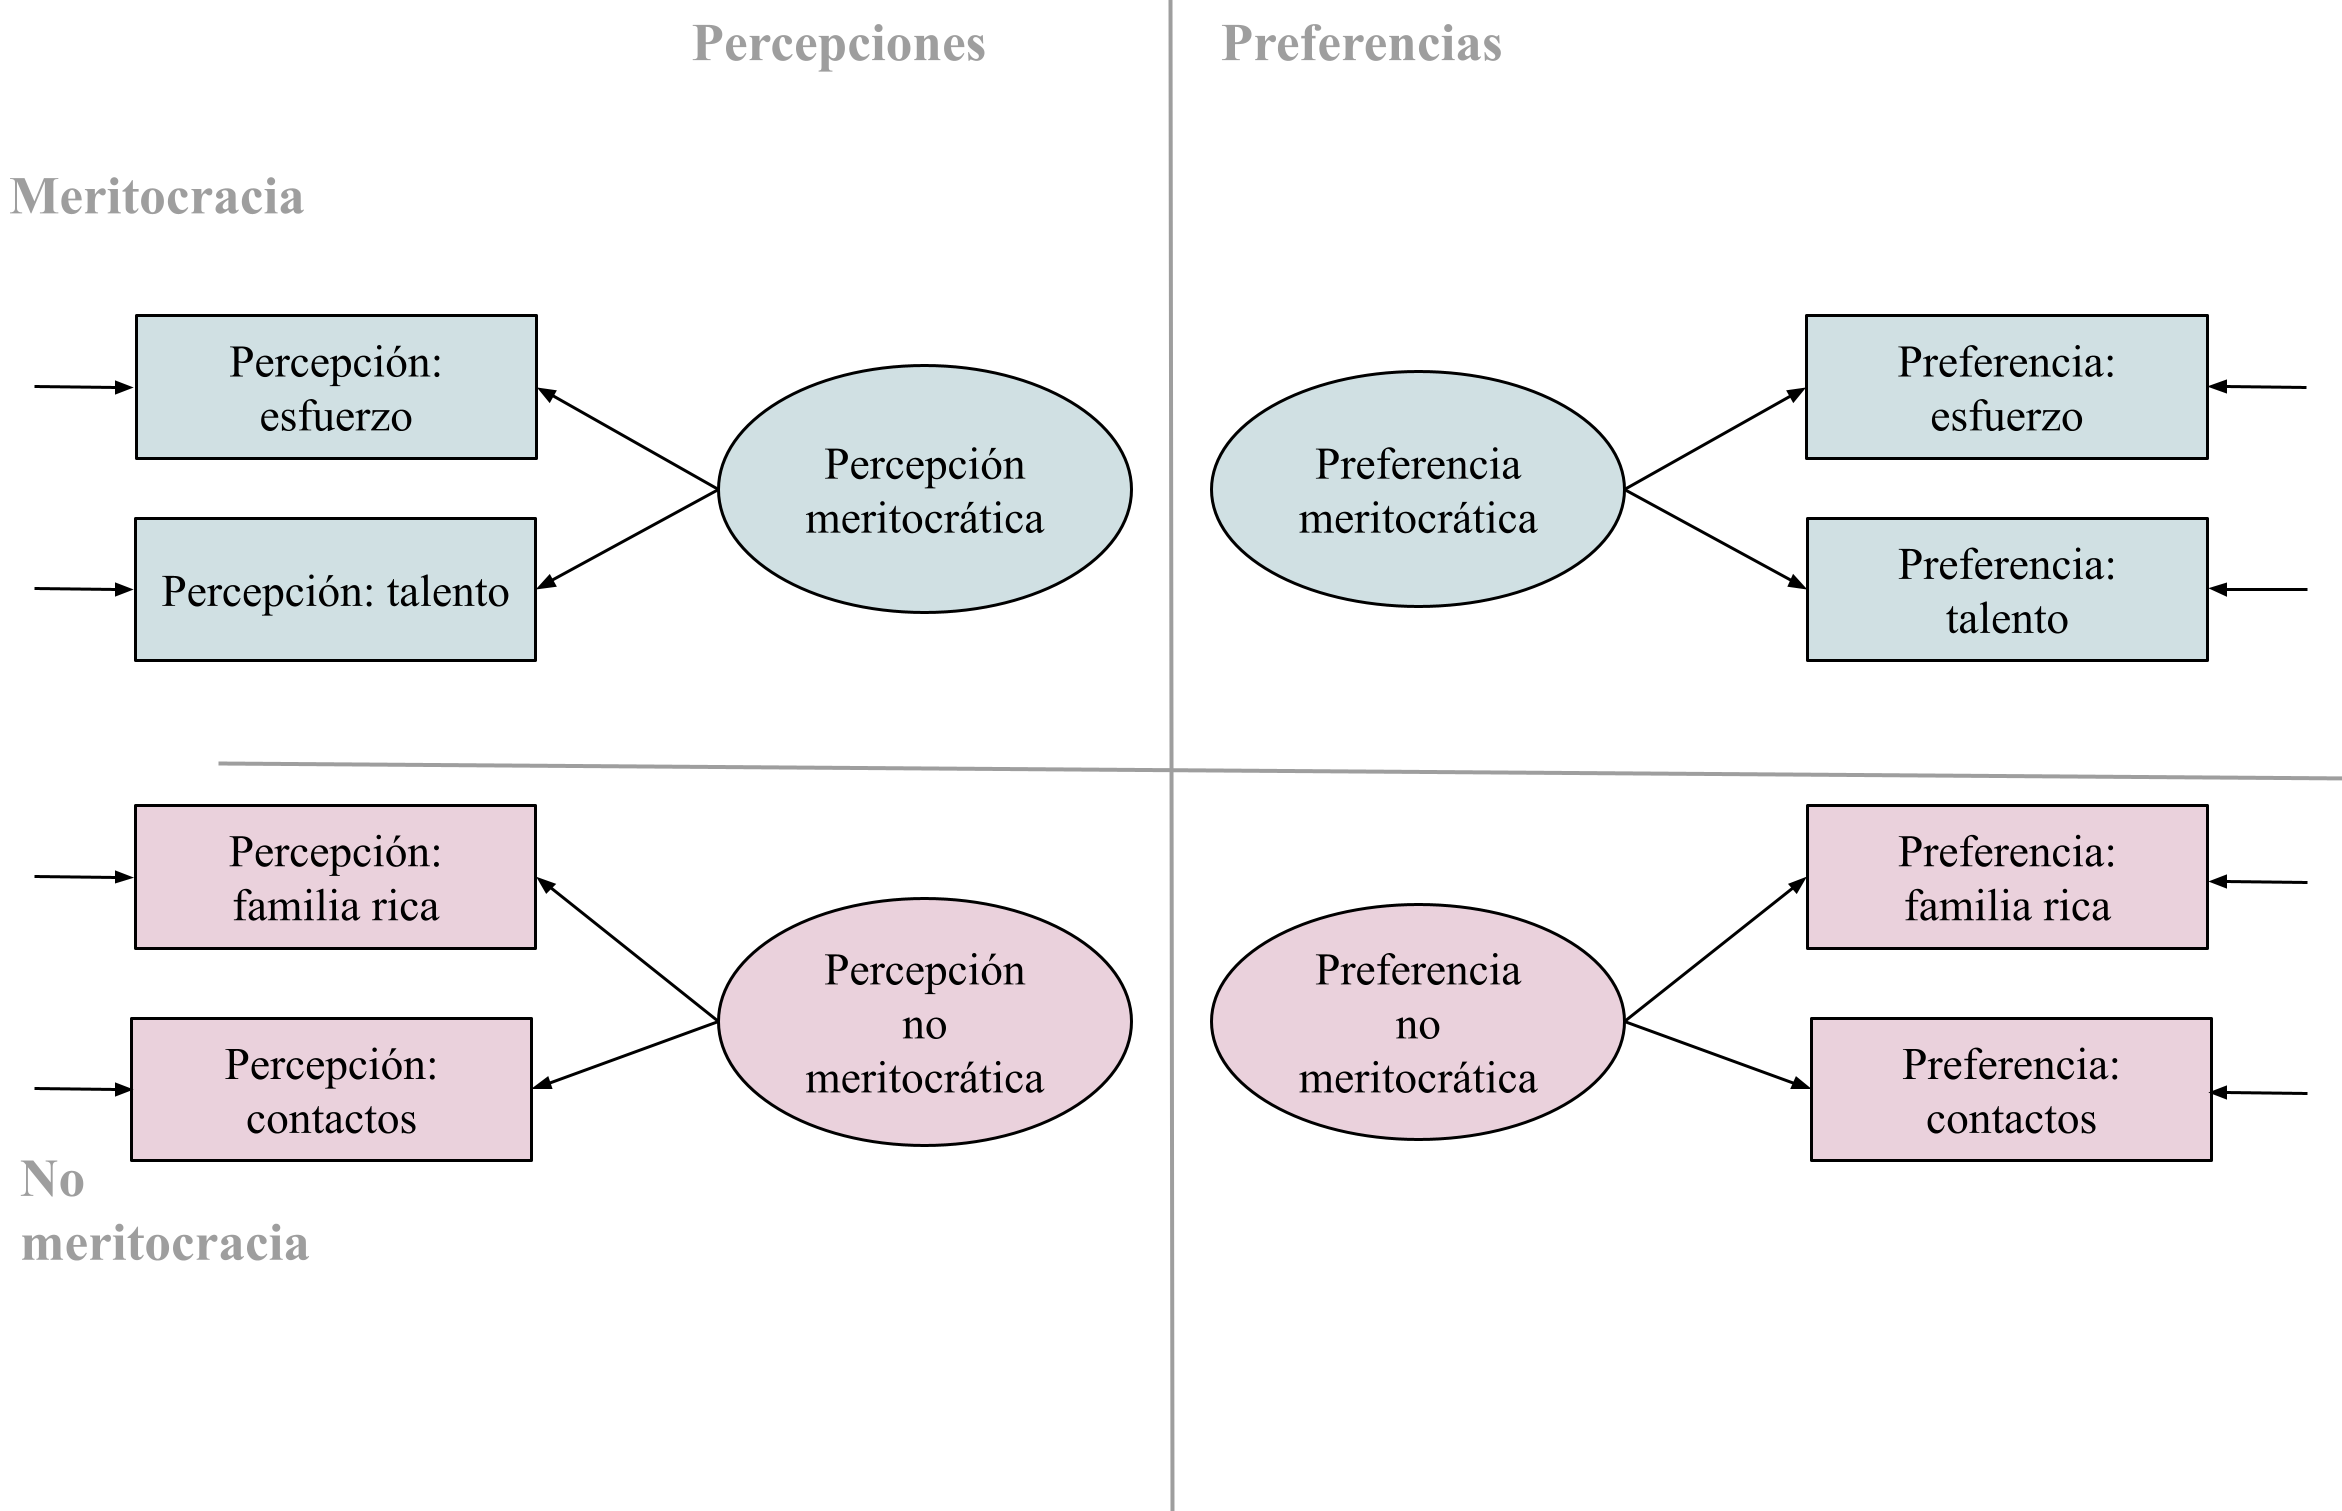 Percepciones
Preferencias
Meritocracia
Percepción:
esfuerzo
Percepción: talento
Percepción
meritocrática
Preferencia
meritocrática
Preferencia:
esfuerzo
Preferencia:
talento
Percepción:
familia rica
Percepción:
contactos
Percepción
no
meritocrática
Preferencia
no
meritocrática
Preferencia:
familia rica
Preferencia:
contactos
No
meritocracia